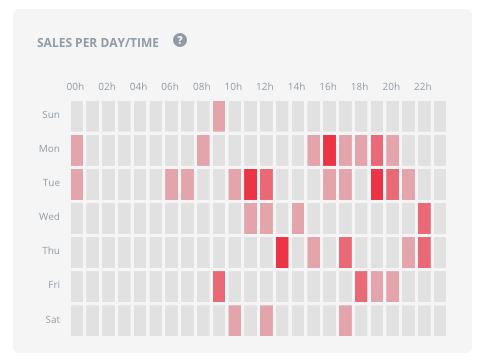 SALES PER DAY/TIME ?
00h 02h 04h 06h 08h 10h 12h 14h 16h 18h 20h 22h
Sun
Mon
Tue
Wed
Thu
Fri
Sat